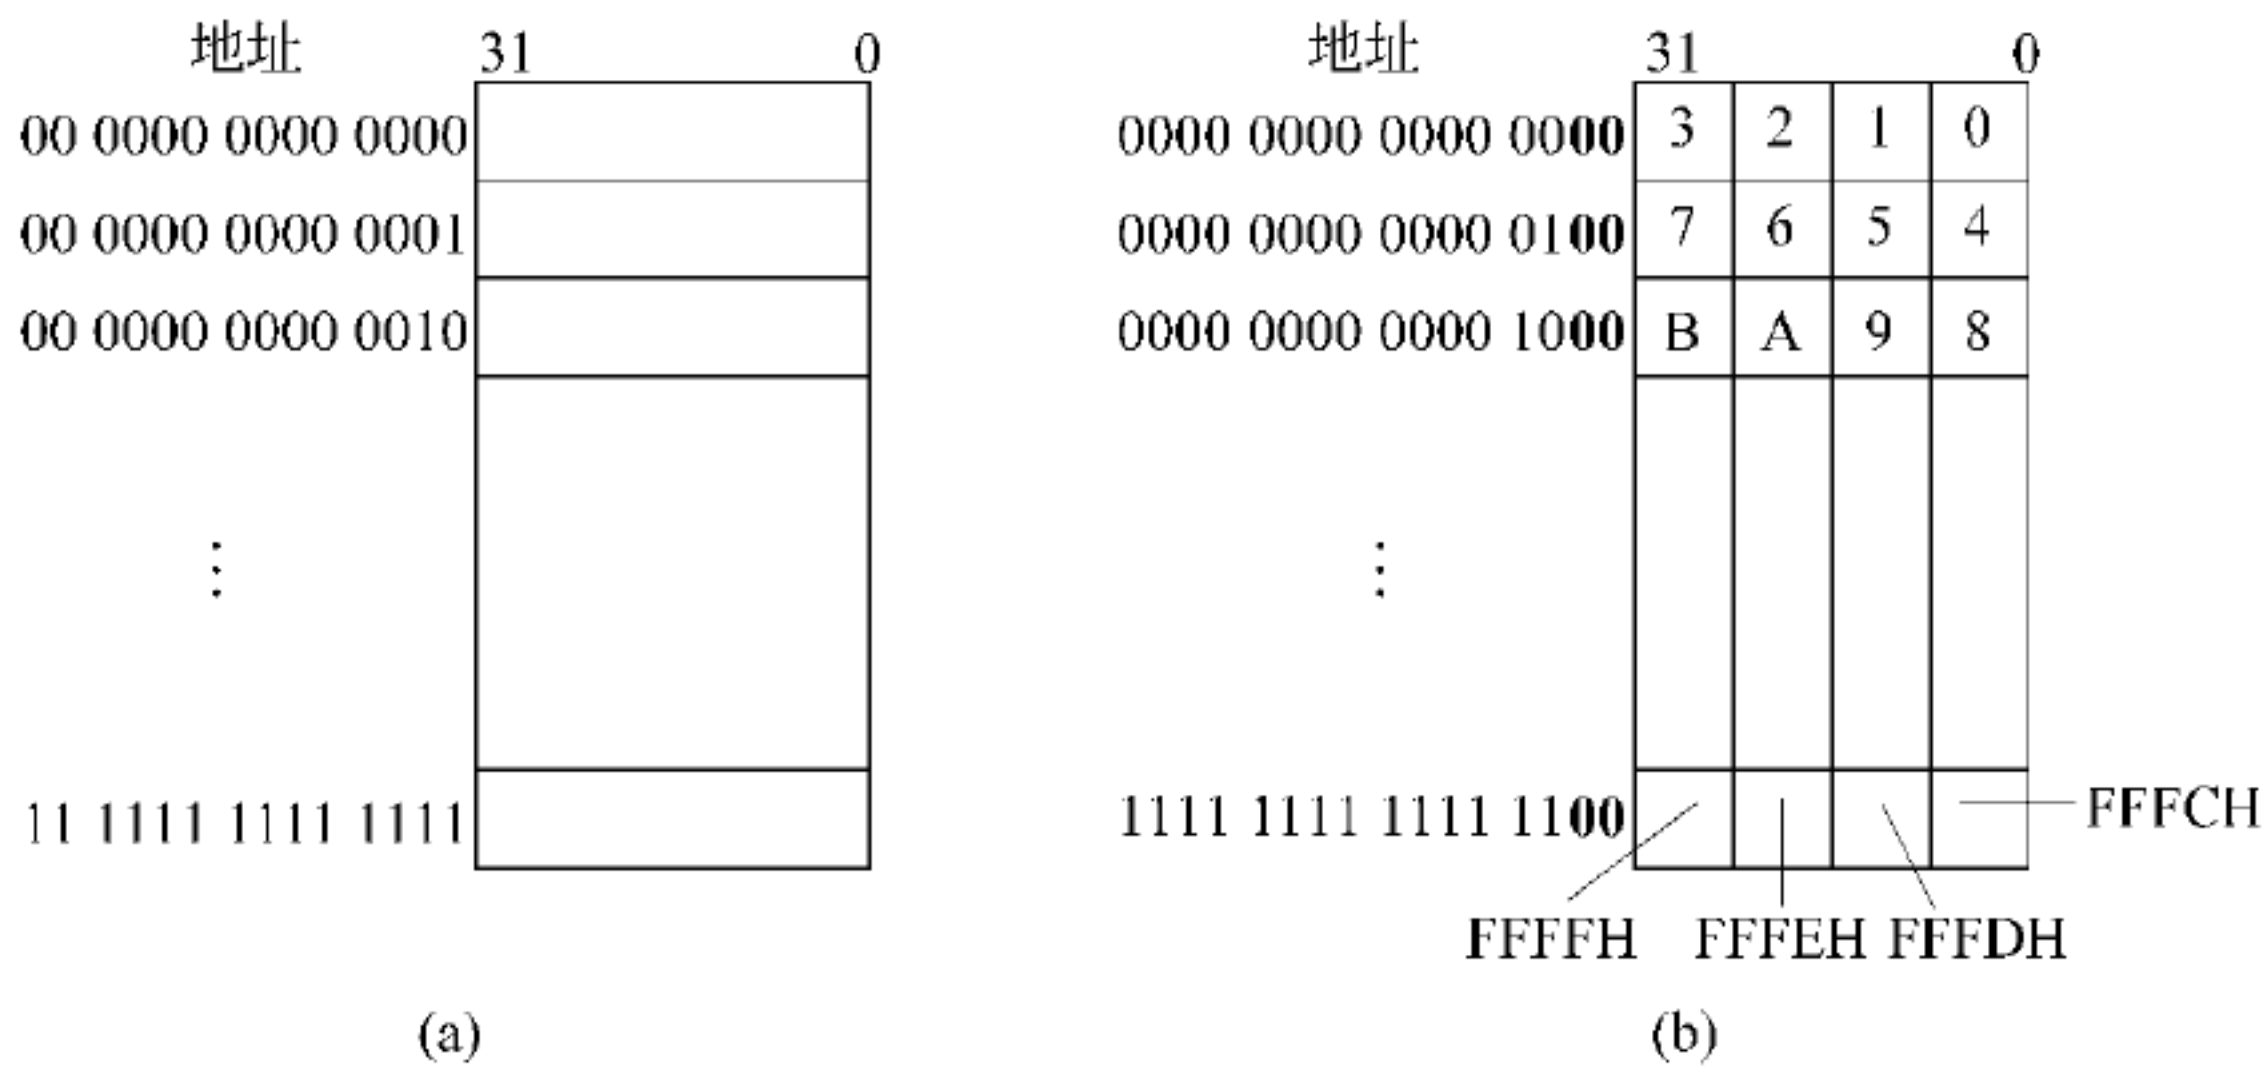 地址 31 0
00 0000 0000 0000
00 0000 0000 0001
00 0000 0000 0010
⋮
11 1111 1111 1111
(a)
地址 31 0
0000 0000 0000 0000 3 2 1 0
0000 0000 0000 0100 7 6 5 4
0000 0000 0000 1000 B A 9 8
⋮
1111 1111 1111 1100 FFFCH
FFFFH FFFEH FFFDH
(b)